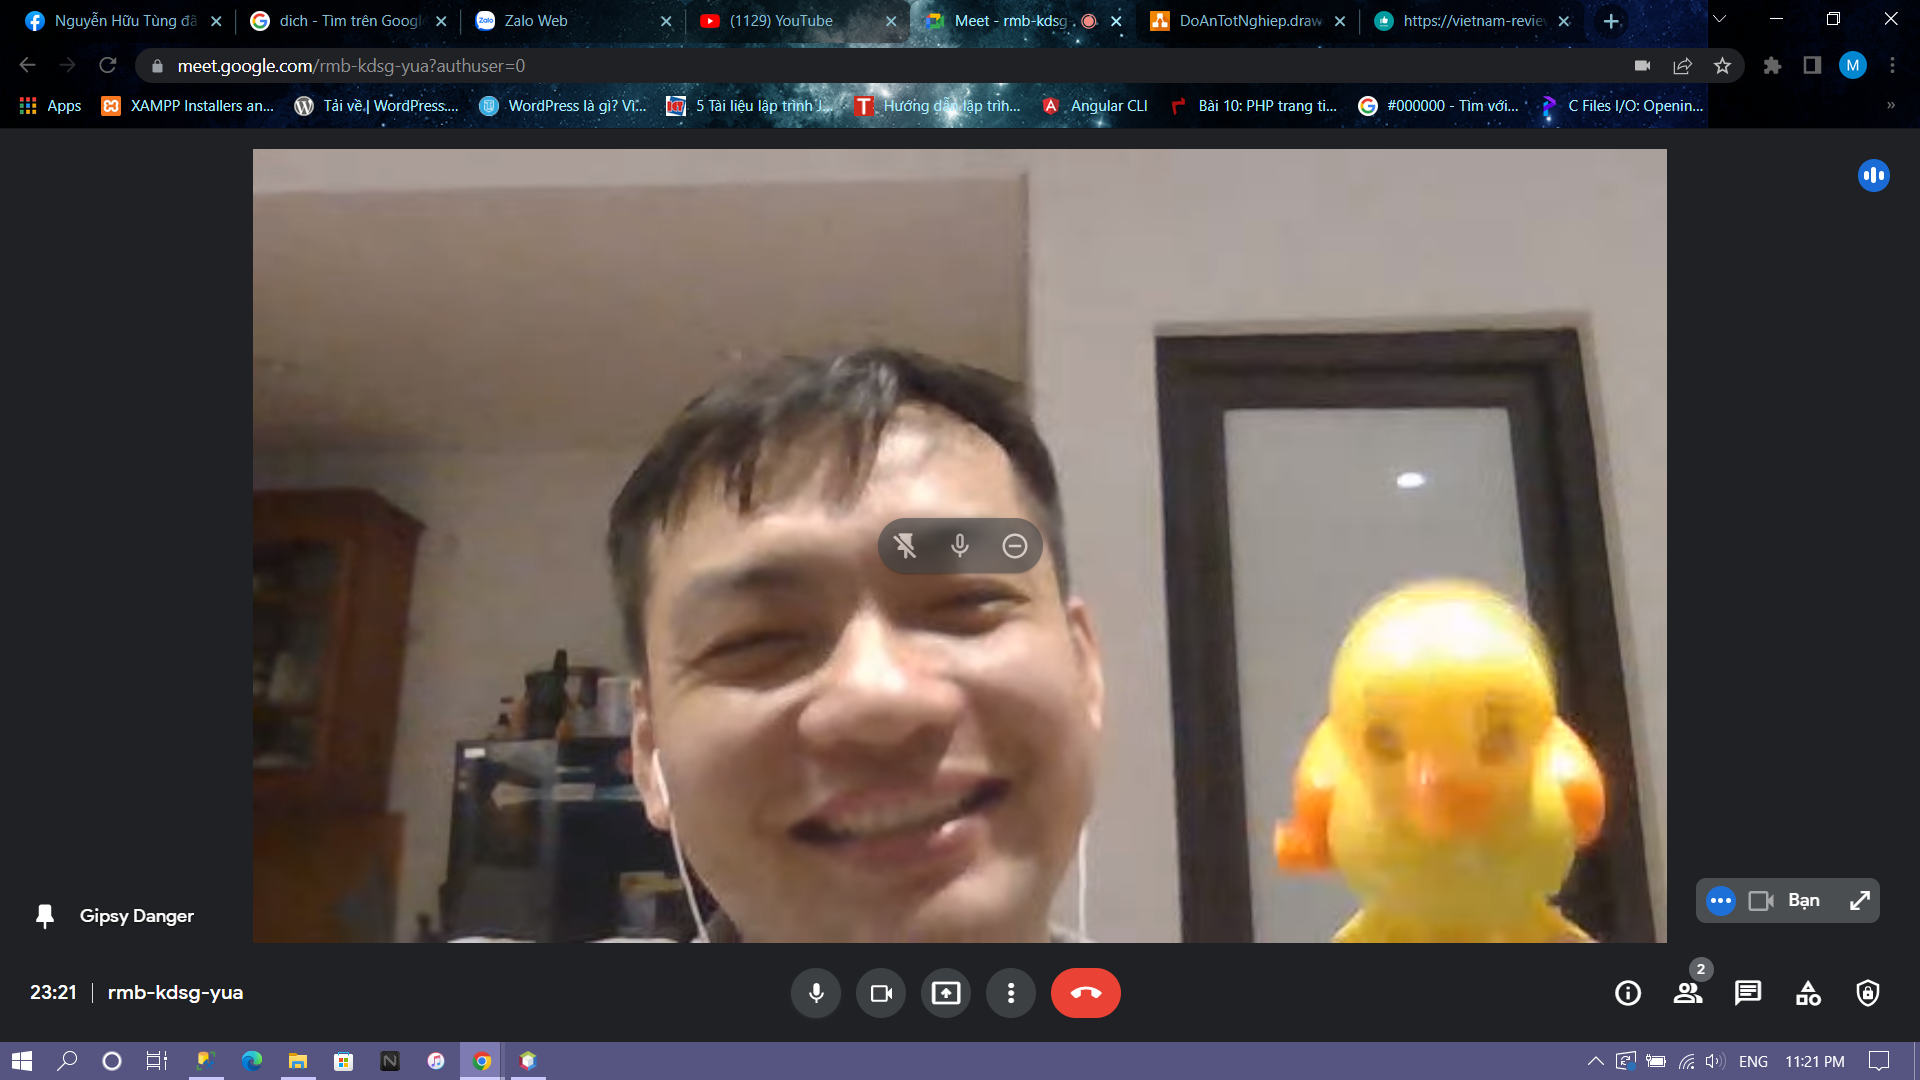 Nguyễn Hữu Tùng đã
dich - Tìm trên Google
Zalo Web
(1129) YouTube
Meet - rmb-kdsg
DoAnTotNghiep.draw
https://vietnam-review
meet.google.com/rmb-kdsg-yua?authuser=0
M
Apps
XAMPP Installers an...
Tải về | WordPress....
WordPress là gì? Vì...
5 Tài liệu lập trình J...
Hướng dẫn lập trìn...
Angular CLI
Bài 10: PHP trang ti...
#000000 - Tìm với...
C Files I/O: Openin...
Gipsy Danger
Bạn
23:21 | rmb-kdsg-yua
2
ENG
11:21 PM